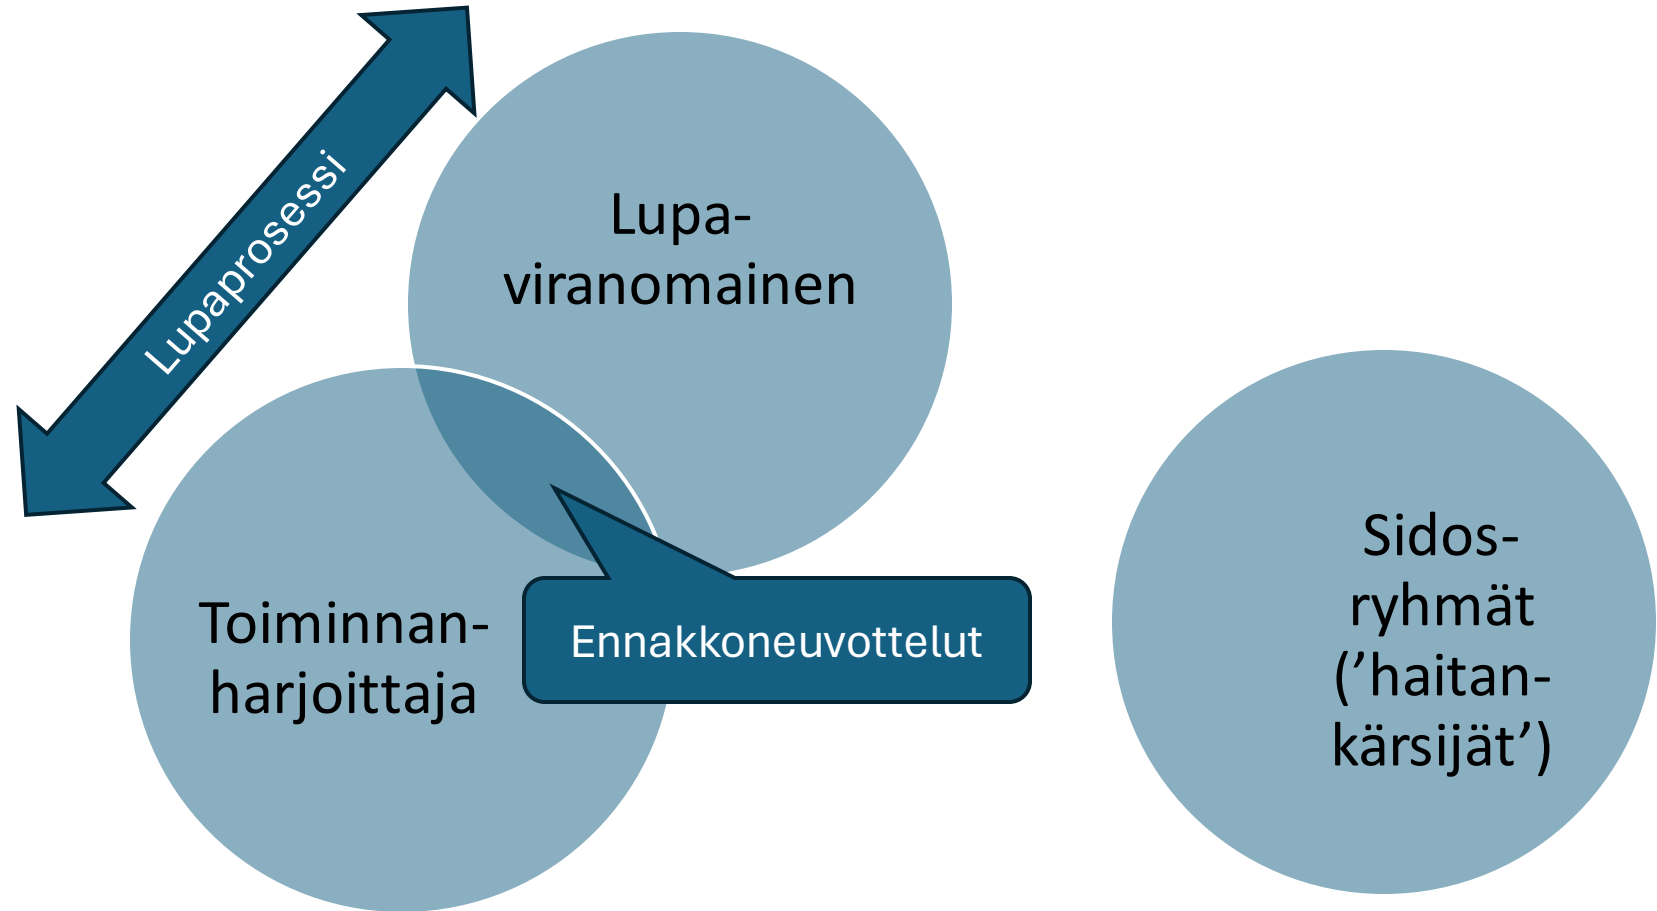 Lupaprosessi
Lupa-
viranomainen
Toiminnan-
harjoittaja
Ennakkoneuvottelut
Sidos-
ryhmät
(’haitan-
kärsijät’)